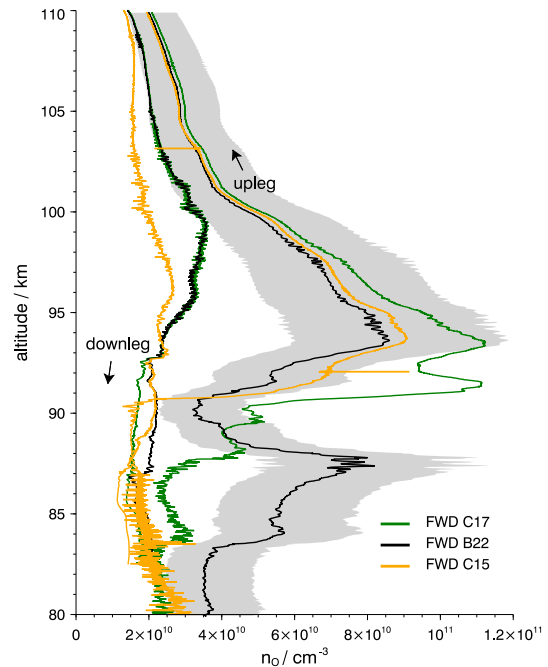 110
105
100
95
90
85
80
altitude / km
upleg
downleg
FWD C17
FWD B22
FWD C15
0 2×10¹⁰ 4×10¹⁰ 6×10¹⁰ 8×10¹⁰ 10¹¹ 1.2×10¹¹
n_O / cm⁻³